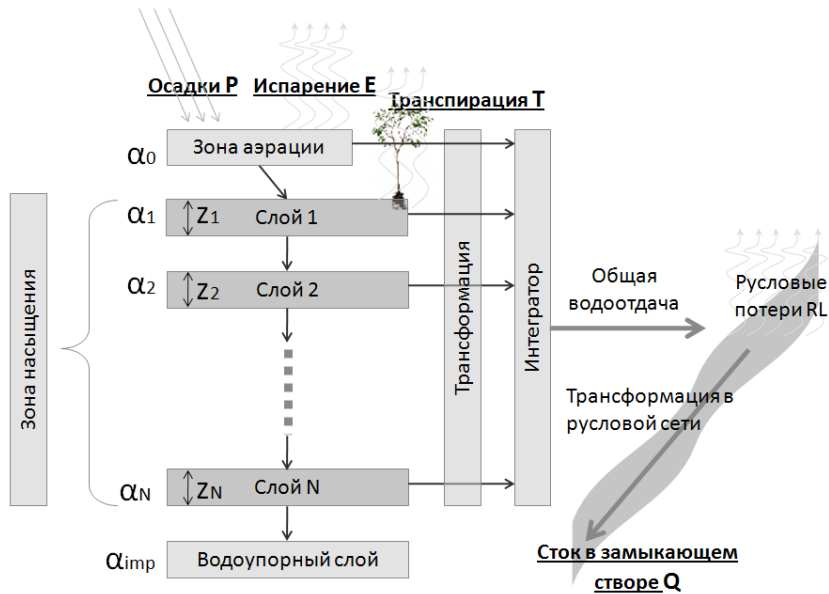 Осадки P
Испарение E
Транспирация T
α0
Зона аэрации
α1
z1
Слой 1
α2
z2
Слой 2
Зона насыщения
αN
zN
Слой N
αimp
Водоупорный слой
Трансформация
Интегратор
Общая
водоотдача
Русловые
потери RL
Трансформация в
русловой сети
Сток в замыкающем
створе Q